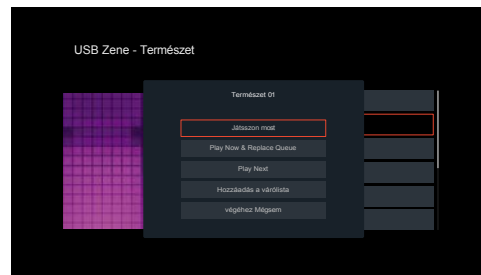 USB Zene - Természet
Természet 01
Játsszon most
Play Now & Replace Queue
Play Next
Hozzáadás a várólista
végéhez Mégsem